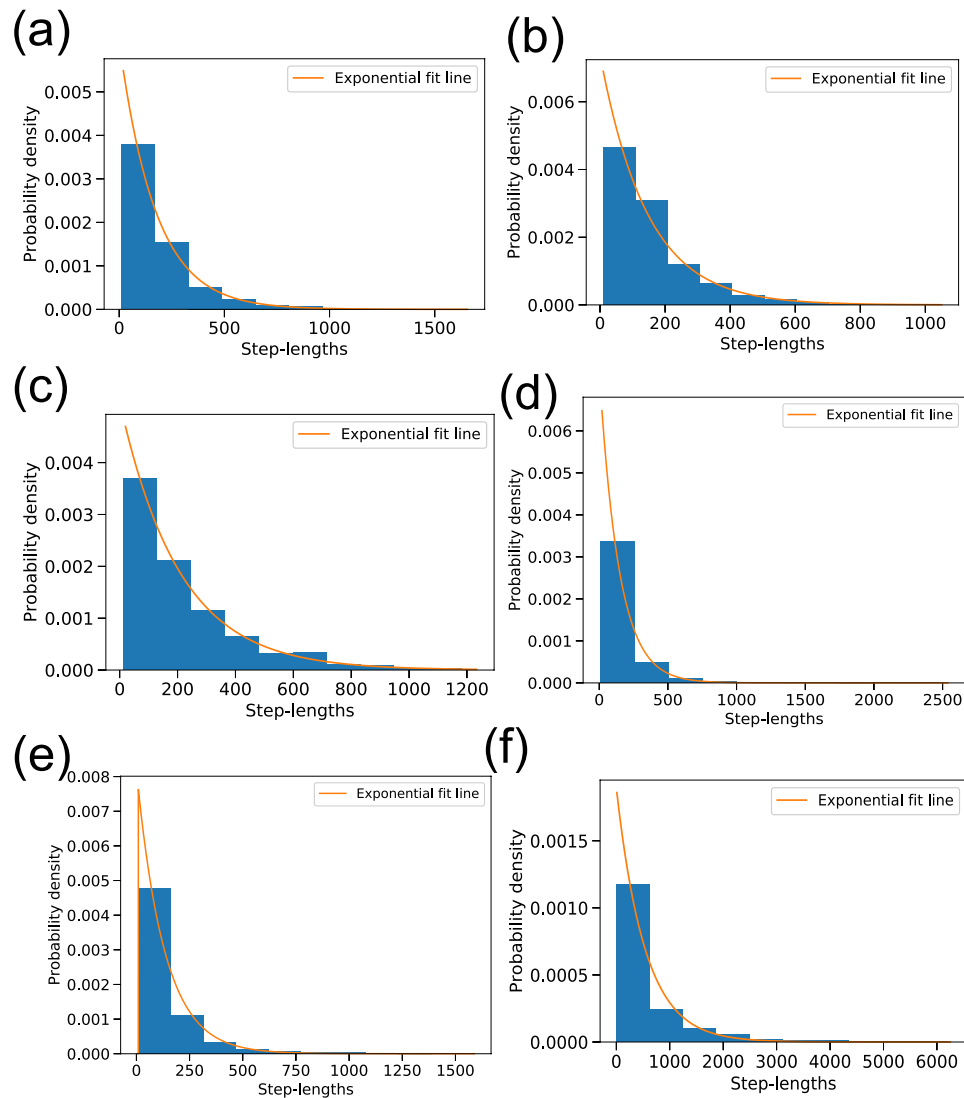 (a)
Exponential fit line
Probability density
0.005
0.004
0.003
0.002
0.001
0.000
0 500 1000 1500
Step-lengths
(b)
Exponential fit line
Probability density
0.006
0.004
0.002
0.000
0 200 400 600 800 1000
Step-lengths
(c)
Exponential fit line
Probability density
0.004
0.003
0.002
0.001
0.000
0 200 400 600 800 1000 1200
Step-lengths
(d)
Exponential fit line
Probability density
0.006
0.005
0.004
0.003
0.002
0.001
0.000
0 500 1000 1500 2000 2500
Step-lengths
(e)
Exponential fit line
Probability density
0.008
0.007
0.006
0.005
0.004
0.003
0.002
0.001
0.000
0 250 500 750 1000 1250 1500
Step-lengths
(f)
Exponential fit line
Probability density
0.0015
0.0010
0.0005
0.0000
0 1000 2000 3000 4000 5000 6000
Step-lengths